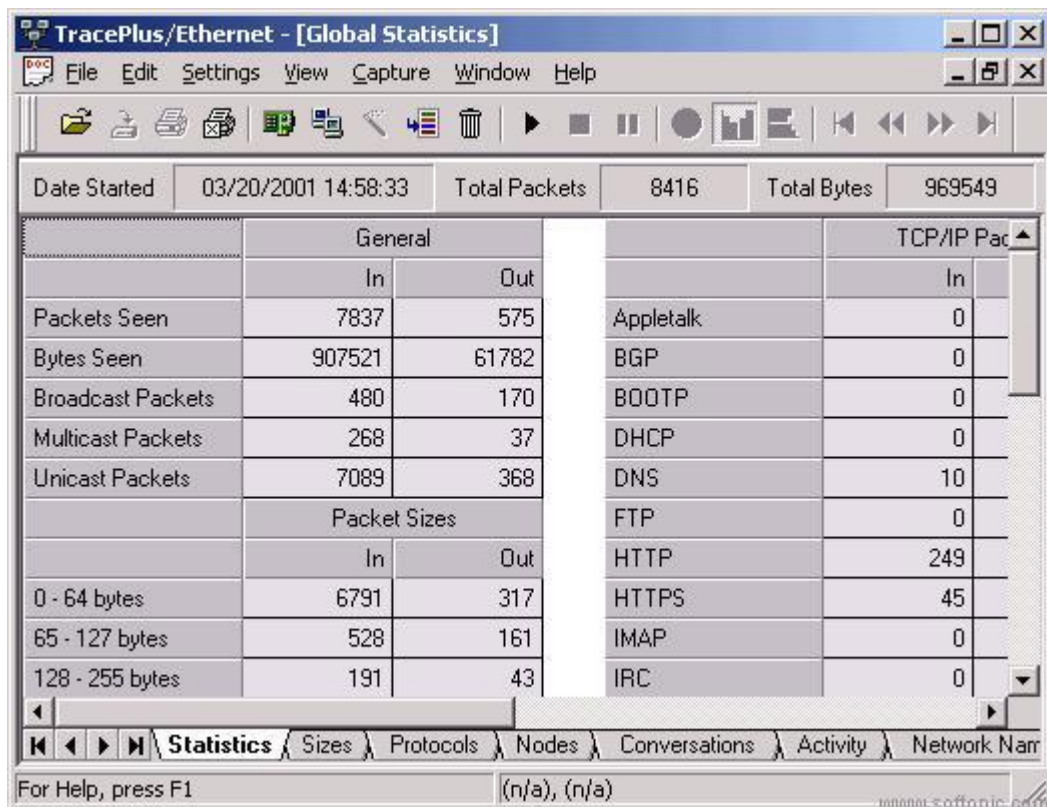 TracePlus/Ethernet - [Global Statistics]
DOC File Edit Settings View Capture Window Help
Date Started 03/20/2001 14:58:33 Total Packets 8416 Total Bytes 969549
General TCP/IP Pac
In Out In
Packets Seen 7837 575 Appletalk 0
Bytes Seen 907521 61782 BGP 0
Broadcast Packets 480 170 BOOTP 0
Multicast Packets 268 37 DHCP 0
Unicast Packets 7089 368 DNS 10
Packet Sizes FTP 0
In Out HTTP 249
0 - 64 bytes 6791 317 HTTPS 45
65 - 127 bytes 528 161 IMAP 0
128 - 255 bytes 191 43 IRC 0
Statistics Sizes Protocols Nodes Conversations Activity Network Nam
For Help, press F1 (n/a), (n/a)